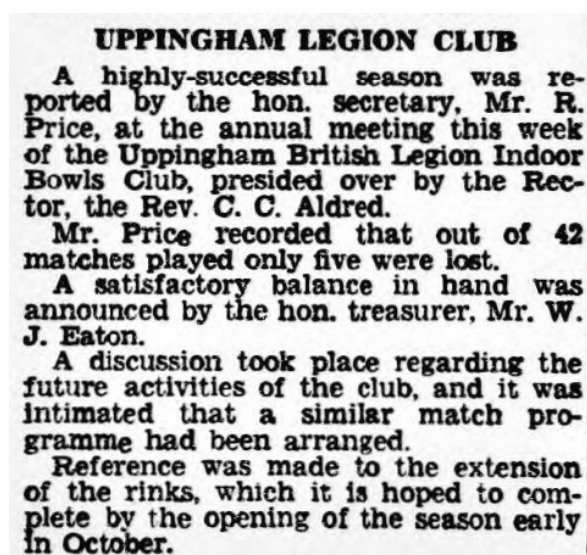 UPPINGHAM LEGION CLUB
A highly-successful season was re-
ported by the hon. secretary, Mr. R.
Price, at the annual meeting this week
of the Uppingham British Legion Indoor
Bowls Club, presided over by the Rec-
tor, the Rev. C. C. Aldred.
Mr. Price recorded that out of 42
matches played only five were lost.
A satisfactory balance in hand was
announced by the hon. treasurer, Mr. W.
J. Eaton.
A discussion took place regarding the
future activities of the club, and it was
intimated that a similar match pro-
gramme had been arranged.
Reference was made to the extension
of the rinks, which it is hoped to com-
plete by the opening of the season early
in October.